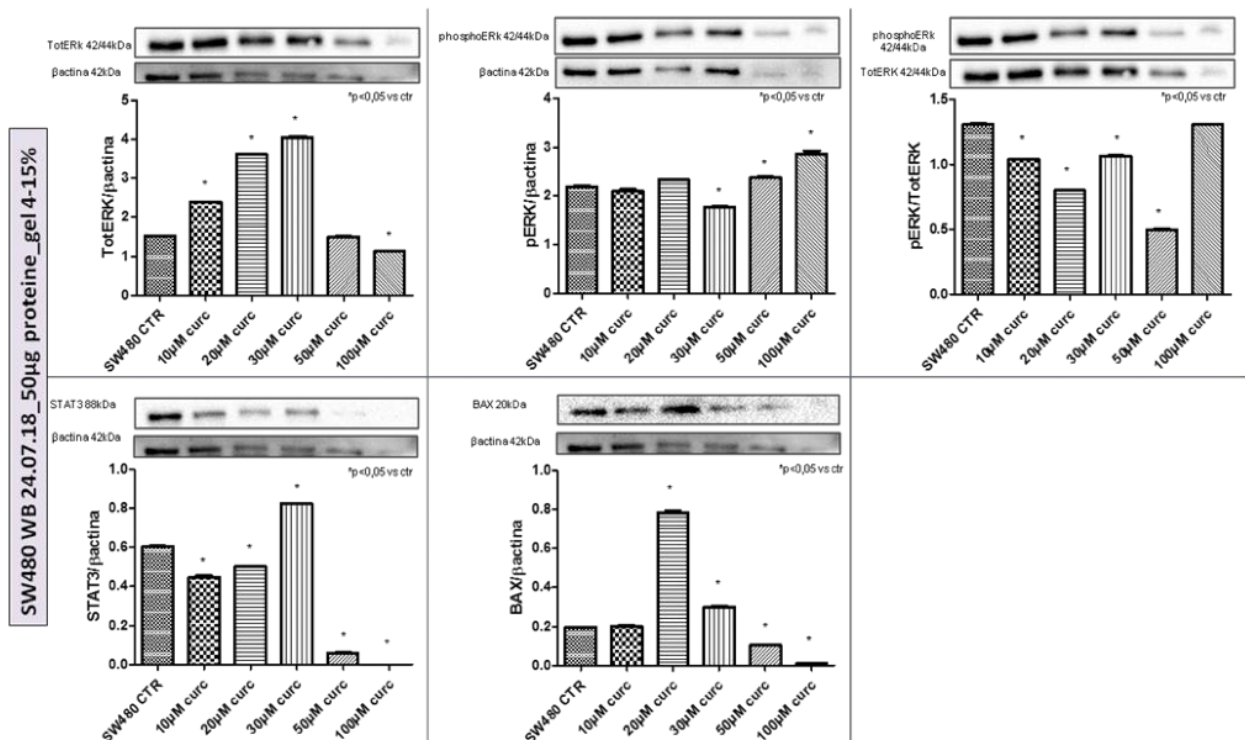 SW480 WB 24.07.18_50µg proteine_gel 4-15%
TotERk 42/44kDa
βactina 42kDa
*p<0,05 vs ctr
TotERK/βactina
5
4
3
2
1
0
* * * *
SW480 CTR
10µM curc
20µM curc
30µM curc
50µM curc
100µM curc
phosphoERk 42/44kDa
βactina 42kDa
*p<0,05 vs ctr
pERK/βactina
4
3
2
1
0
* * *
SW480 CTR
10µM curc
20µM curc
30µM curc
50µM curc
100µM curc
phosphoERk
42/44kDa
TotERK 42/44kDa
*p<0,05 vs ctr
pERK/TotERK
1.5
1.0
0.5
0.0
* * * *
SW480 CTR
10µM curc
20µM curc
30µM curc
50µM curc
100µM curc
STAT3 88kDa
βactina 42kDa
*p<0,05 vs ctr
STAT3/βactina
1.0
0.8
0.6
0.4
0.2
0.0
* * * * *
SW480 CTR
10µM curc
20µM curc
30µM curc
50µM curc
100µM curc
BAX 20kDa
βactina 42kDa
*p<0,05 vs ctr
BAX/βactina
1.0
0.8
0.6
0.4
0.2
0.0
* * * *
SW480 CTR
10µM curc
20µM curc
30µM curc
50µM curc
100µM curc